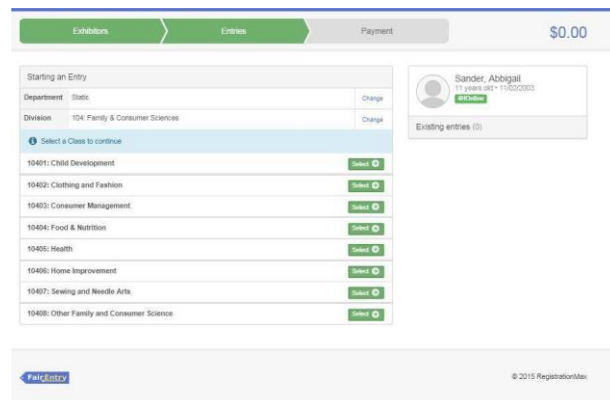 Exhibitors
Entries
Payment
$0.00
Starting an Entry
Department Static Change
Division 104: Family & Consumer Sciences Change
Select a Class to continue
10401: Child Development Select
10402: Clothing and Fashion Select
10403: Consumer Management Select
10404: Food & Nutrition Select
10405: Health Select
10406: Home Improvement Select
10407: Sewing and Needle Arts Select
10408: Other Family and Consumer Science Select
Sander, Abbigail
11 years old • 11/02/2003
Existing entries (0)
FairEntry
© 2015 RegistrationMax